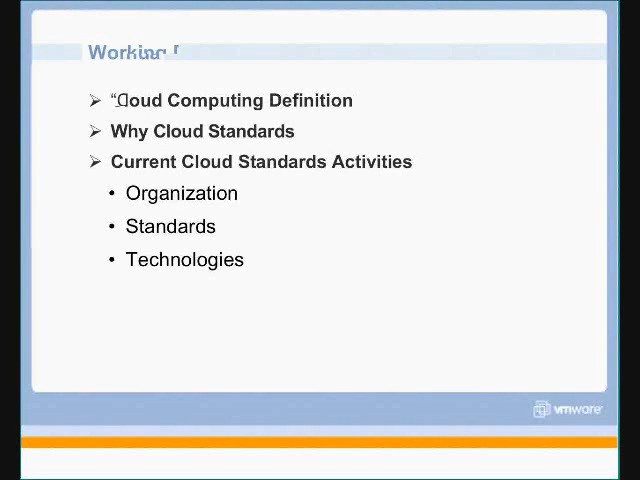 Working
“Cloud Computing Definition
Why Cloud Standards
Current Cloud Standards Activities
• Organization
• Standards
• Technologies
vmware